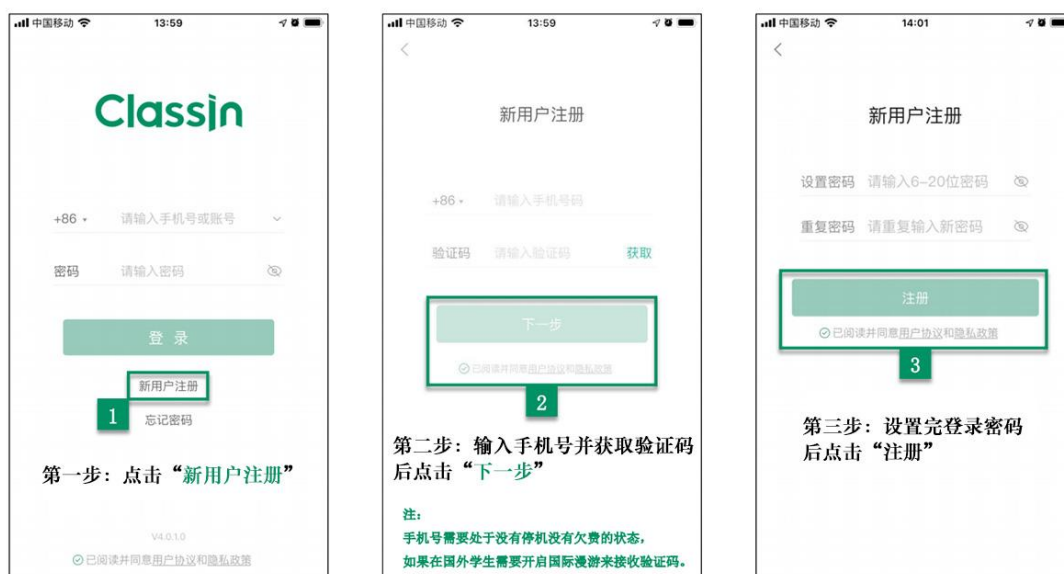 中国移动 13:59
ClassIn
+86 请输入手机号或账号
密码 请输入密码
登 录
新用户注册
1
忘记密码
第一步：点击“新用户注册”
V4.0.1.0
已阅读并同意用户协议和隐私政策
中国移动 13:59
新用户注册
+86 请输入手机号码
验证码 请输入验证码 获取
下一步
已阅读并同意用户协议和隐私政策
2
第二步：输入手机号并获取验证码
后点击“下一步”
注：
手机号需要处于没有停机没有欠费的状态，
如果在国外学生需要开启国际漫游来接收验证码。
中国移动 14:01
新用户注册
设置密码 请输入6-20位密码
重复密码 请重复输入新密码
注册
已阅读并同意用户协议和隐私政策
3
第三步：设置完登录密码
后点击“注册”